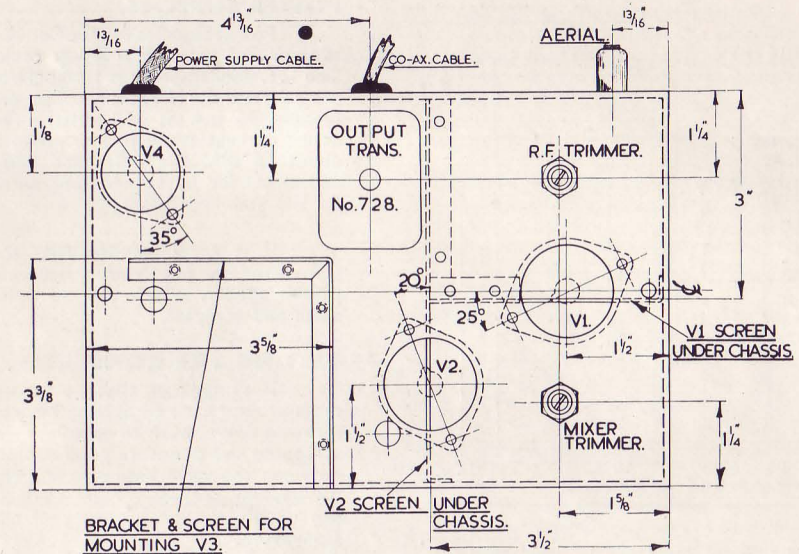 4 13/16"
13/16"
13/16"
AERIAL.
POWER SUPPLY CABLE.
CO-AX. CABLE.
1 1/8"
1 1/4"
OUTPUT
TRANS.
No. 728.
V4
35°
R.F. TRIMMER.
1 1/4"
3"
20°
25°
V1.
V1 SCREEN
UNDER CHASSIS.
1 1/2"
3 5/8"
3 3/8"
V2.
1 1/2"
MIXER
TRIMMER.
1 1/4"
V2 SCREEN UNDER
CHASSIS.
1 5/8"
3 1/2"
BRACKET & SCREEN FOR
MOUNTING V3.